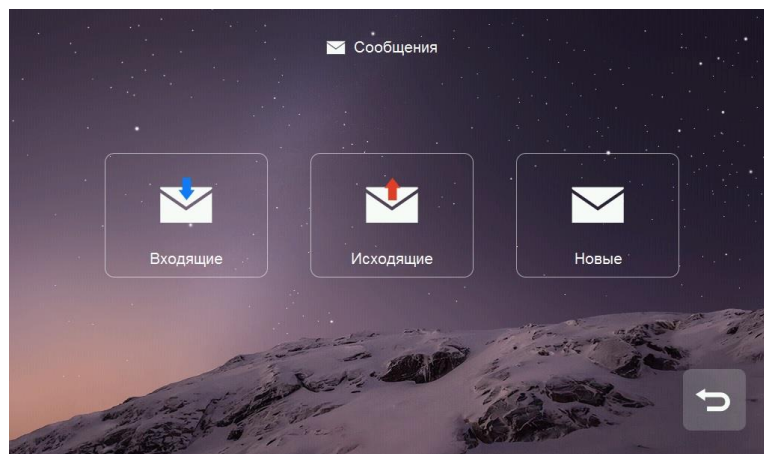 Сообщения
Входящие
Исходящие
Новые